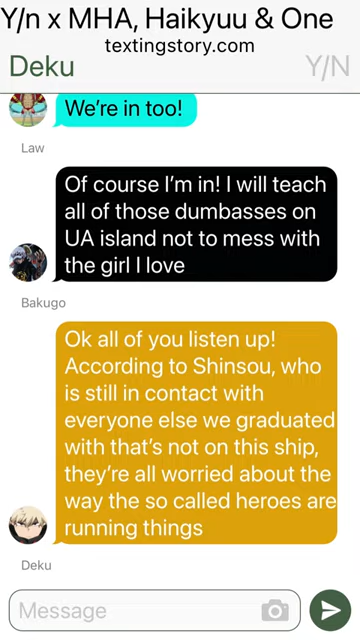 Y/n x MHA, Haikyuu & One
textingstory.com
Deku
Y/N
We're in too!
Law
Of course I'm in! I will teach
all of those dumbasses on
UA island not to mess with
the girl I love
Bakugo
Ok all of you listen up!
According to Shinsou, who
is still in contact with
everyone else we graduated
with that's not on this ship,
they're all worried about the
way the so called heroes are
running things
Deku
Message